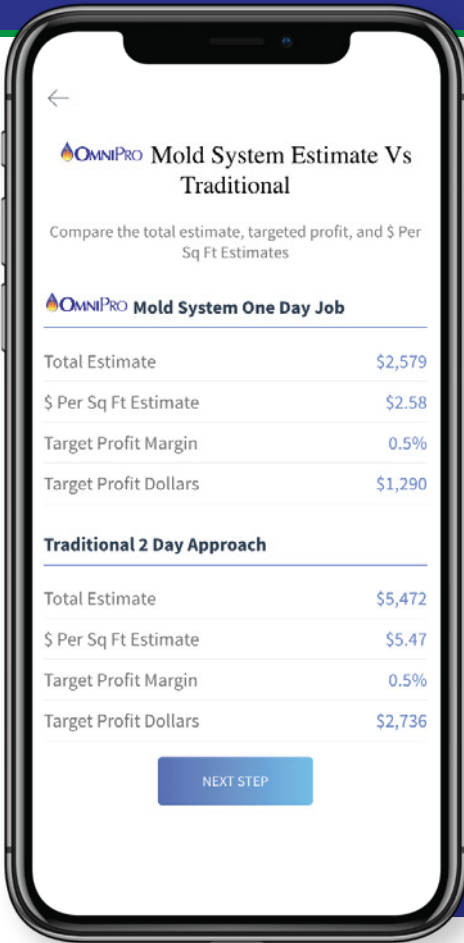 OMNIPRO Mold System Estimate Vs
Traditional
Compare the total estimate, targeted profit, and $ Per
Sq Ft Estimates
OMNIPRO Mold System One Day Job
Total Estimate $2,579
$ Per Sq Ft Estimate $2.58
Target Profit Margin 0.5%
Target Profit Dollars $1,290
Traditional 2 Day Approach
Total Estimate $5,472
$ Per Sq Ft Estimate $5.47
Target Profit Margin 0.5%
Target Profit Dollars $2,736
NEXT STEP